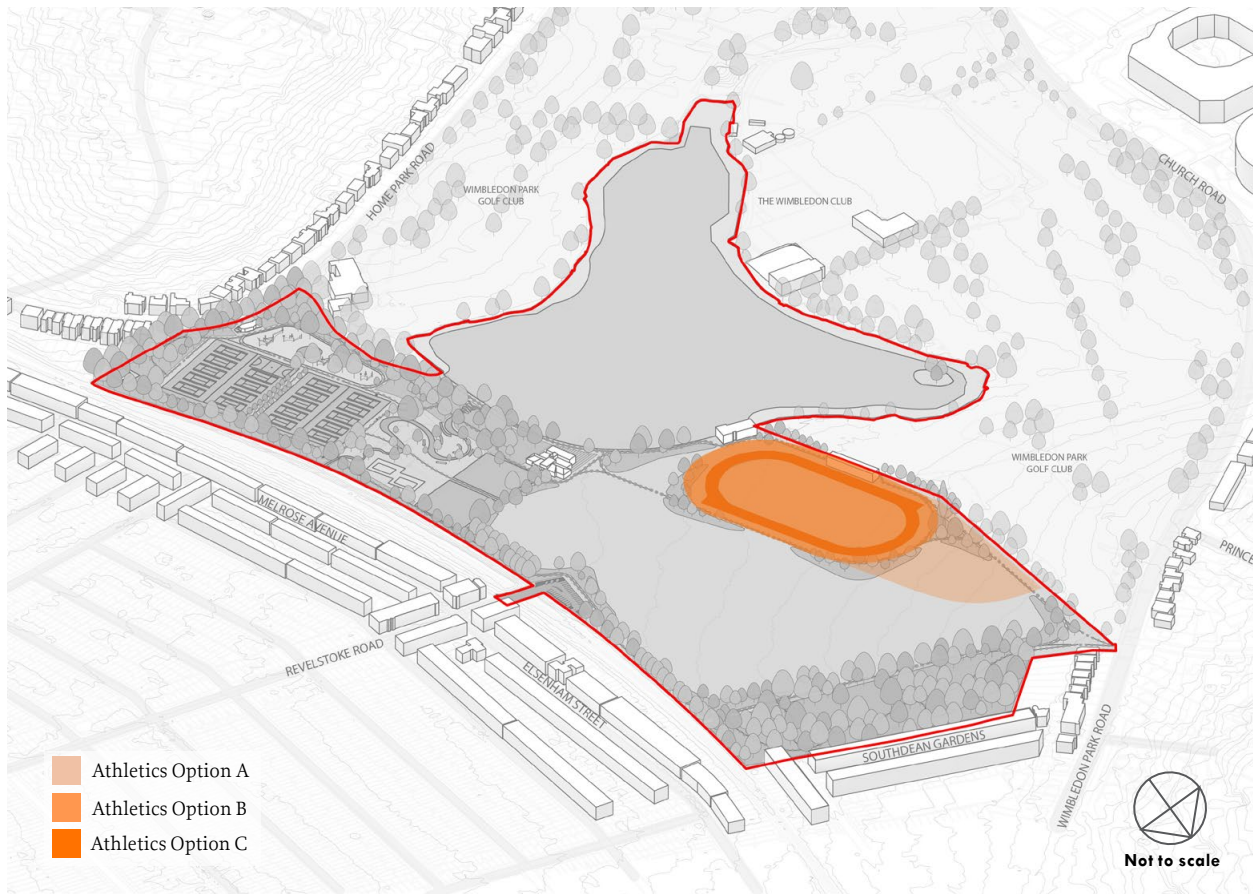 HOME PARK ROAD
WIMBLEDON PARK
GOLF CLUB
THE WIMBLEDON CLUB
CHURCH ROAD
WIMBLEDON PARK
GOLF CLUB
PRINCE
MELROSE AVENUE
REVELSTOKE ROAD
ELSENHAM STREET
SOUTHDEAN GARDENS
WIMBLEDON PARK ROAD
Athletics Option A
Athletics Option B
Athletics Option C
Not to scale